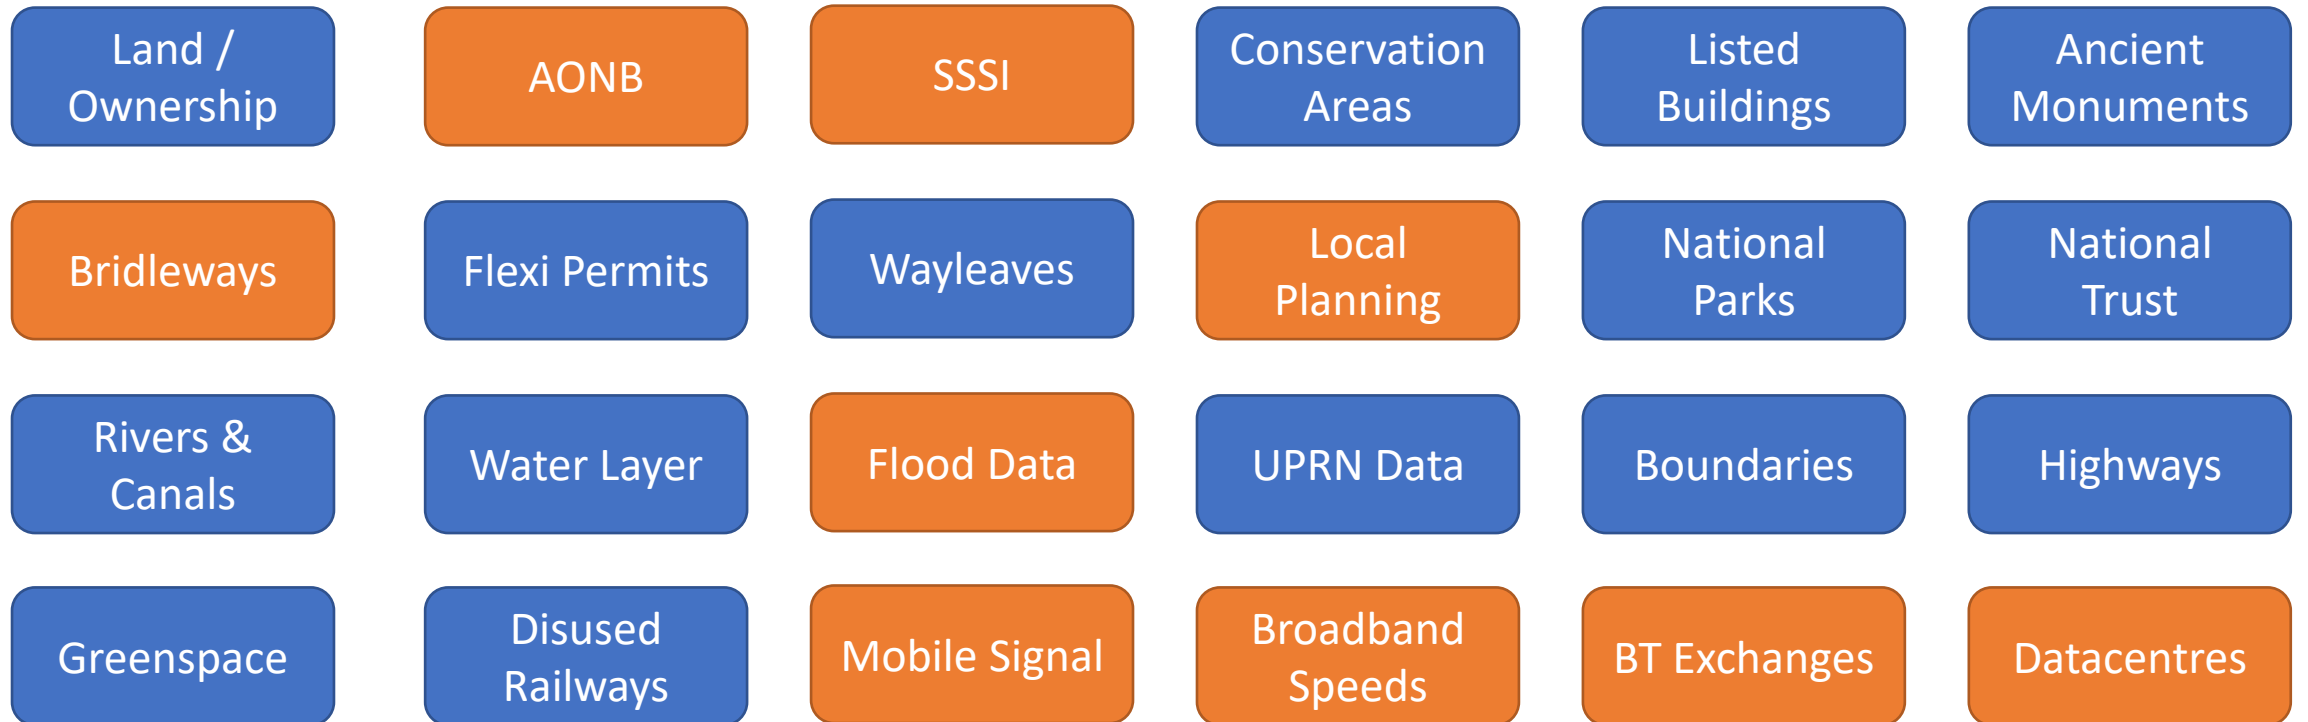 Land /
Ownership
AONB
SSSI
Conservation
Areas
Listed
Buildings
Ancient
Monuments
Bridleways
Flexi Permits
Wayleaves
Local
Planning
National
Parks
National
Trust
Rivers &
Canals
Water Layer
Flood Data
UPRN Data
Boundaries
Highways
Greenspace
Disused
Railways
Mobile Signal
Broadband
Speeds
BT Exchanges
Datacentres